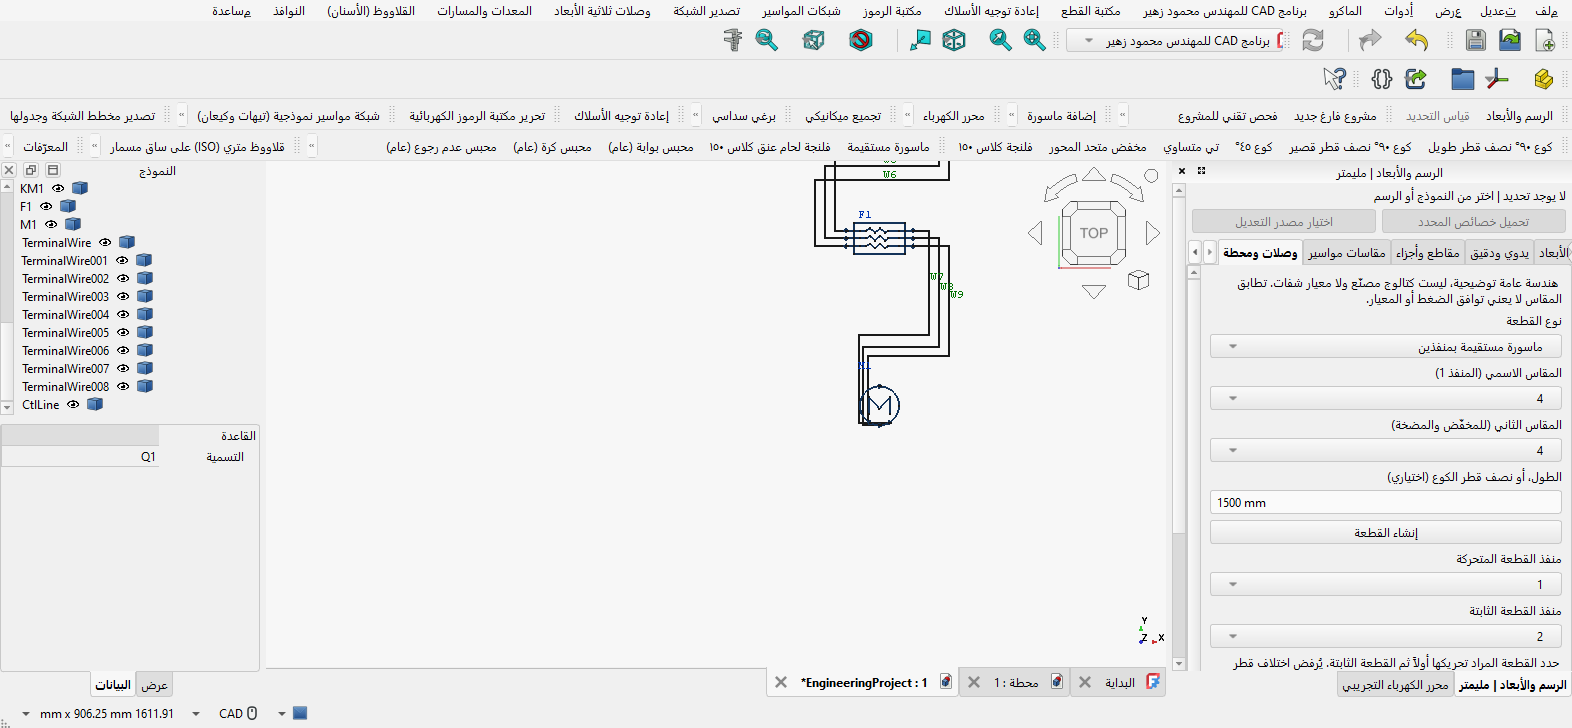 ملف تعديل عرض أدوات الماكرو برنامج CAD للمهندس محمود زهير مكتبة القطع إعادة توجيه الأسلاك مكتبة الرموز شبكات المواسير تصدير الشبكة وصلات ثلاثية الأبعاد المعدات والمسارات القلاووظ (الأسنان) النوافذ مساعدة
برنامج CAD للمهندس محمود زهير
الرسم والأبعاد قياس التحديد مشروع فارغ جديد فحص تقني للمشروع إضافة ماسورة محرر الكهرباء تجميع ميكانيكي برغي سداسي إعادة توجيه الأسلاك تحرير مكتبة الرموز الكهربائية شبكة مواسير نموذجية (تيهات وكيعان) تصدير مخطط الشبكة وجدولها
كوع ٩٠° نصف قطر طويل كوع ٩٠° نصف قطر قصير كوع ٤٥° تي متساوي مخفض متحد المحور فلنجة كلاس ١٥٠ ماسورة مستقيمة فلنجة لحام عنق كلاس ١٥٠ محبس بوابة (عام) محبس كرة (عام) محبس عدم رجوع (عام) قلاووظ متري (ISO) على ساق مسمار المعرّفات
الرسم والأبعاد | مليمتر
لا يوجد تحديد | اختر من النموذج أو الرسم
تحميل خصائص المحدد اختيار مصدر التعديل
الأبعاد يدوي ودقيق مقاطع وأجزاء مقاسات مواسير وصلات ومحطة
هندسة عامة توضيحية، ليست كتالوج مصنّع ولا معيار شفات. تطابق
المقاس لا يعني توافق الضغط أو المعيار.
نوع القطعة
ماسورة مستقيمة بمنفذين
المقاس الاسمي (المنفذ 1)
4
المقاس الثاني (للمخفّض والمضخة)
4
الطول، أو نصف قطر الكوع (اختياري)
1500 mm
إنشاء القطعة
منفذ القطعة المتحركة
1
منفذ القطعة الثابتة
2
حدد القطعة المراد تحريكها أولاً ثم القطعة الثابتة. يُرفض اختلاف قطر
الرسم والأبعاد | مليمتر محرر الكهرباء التجريبي
W6
F1
W7
W9
TOP
M
Y
Z X
البداية
محطة : 1
EngineeringProject : 1*
النموذج
KM1
F1
M1
TerminalWire
TerminalWire001
TerminalWire002
TerminalWire003
TerminalWire004
TerminalWire005
TerminalWire006
TerminalWire007
TerminalWire008
CtlLine
القاعدة
التسمية Q1
عرض البيانات
CAD
1611.91 mm x 906.25 mm